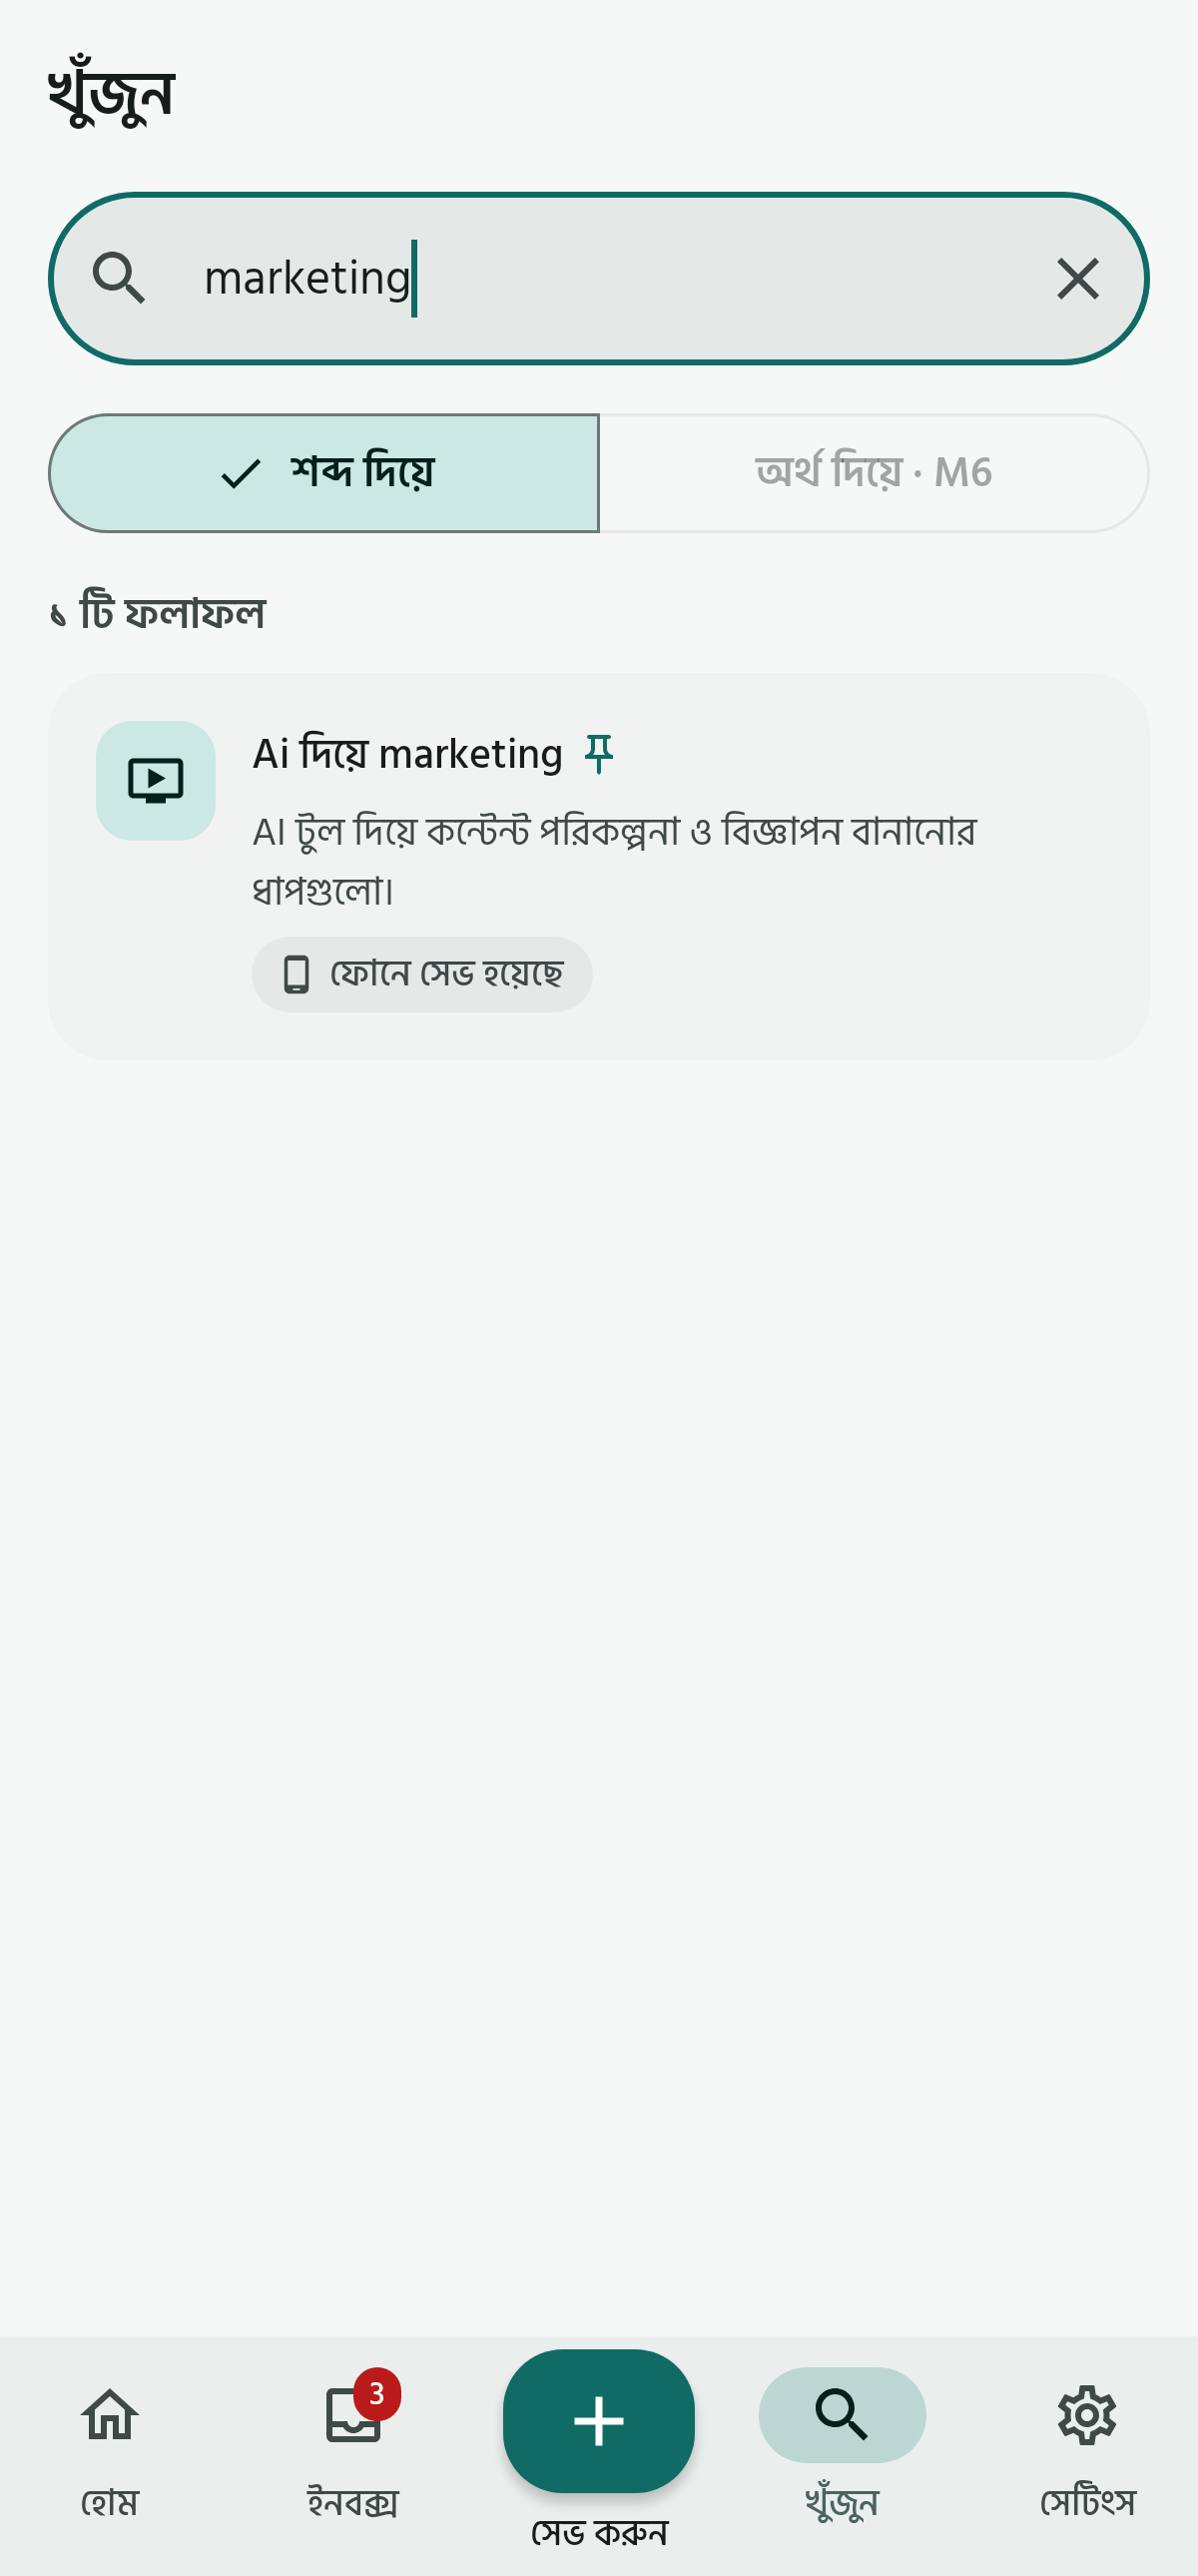 খুঁজুন
marketing
শব্দ দিয়ে
অর্থ দিয়ে · M6
১ টি ফলাফল
Ai দিয়ে marketing
AI টুল দিয়ে কন্টেন্ট পরিকল্পনা ও বিজ্ঞাপন বানানোর
ধাপগুলো।
ফোনে সেভ হয়েছে
3
হোম
ইনবক্স
সেভ করুন
খুঁজুন
সেটিংস